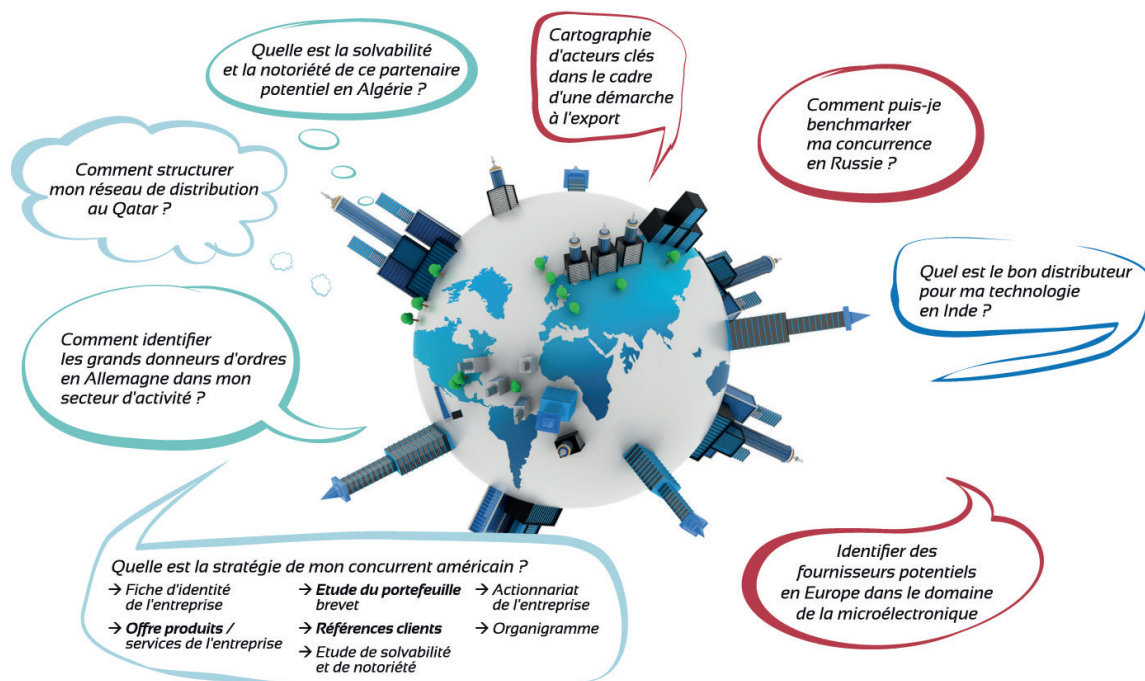 Quelle est la solvabilité
et la notoriété de ce partenaire
potentiel en Algérie ?
Cartographie
d'acteurs clés
dans le cadre
d'une démarche
à l'export
Comment puis-je
benchmarker
ma concurrence
en Russie ?
Comment structurer
mon réseau de distribution
au Qatar ?
Quel est le bon distributeur
pour ma technologie
en Inde ?
Comment identifier
les grands donneurs d'ordres
en Allemagne dans mon
secteur d'activité ?
Quelle est la stratégie de mon concurrent américain ?
→ Fiche d'identité
de l'entreprise
→ Offre produits /
services de l'entreprise
→ Etude du portefeuille
brevet
→ Références clients
→ Etude de solvabilité
et de notoriété
→ Actionnariat
de l'entreprise
→ Organigramme
Identifier des
fournisseurs potentiels
en Europe dans le domaine
de la microélectronique